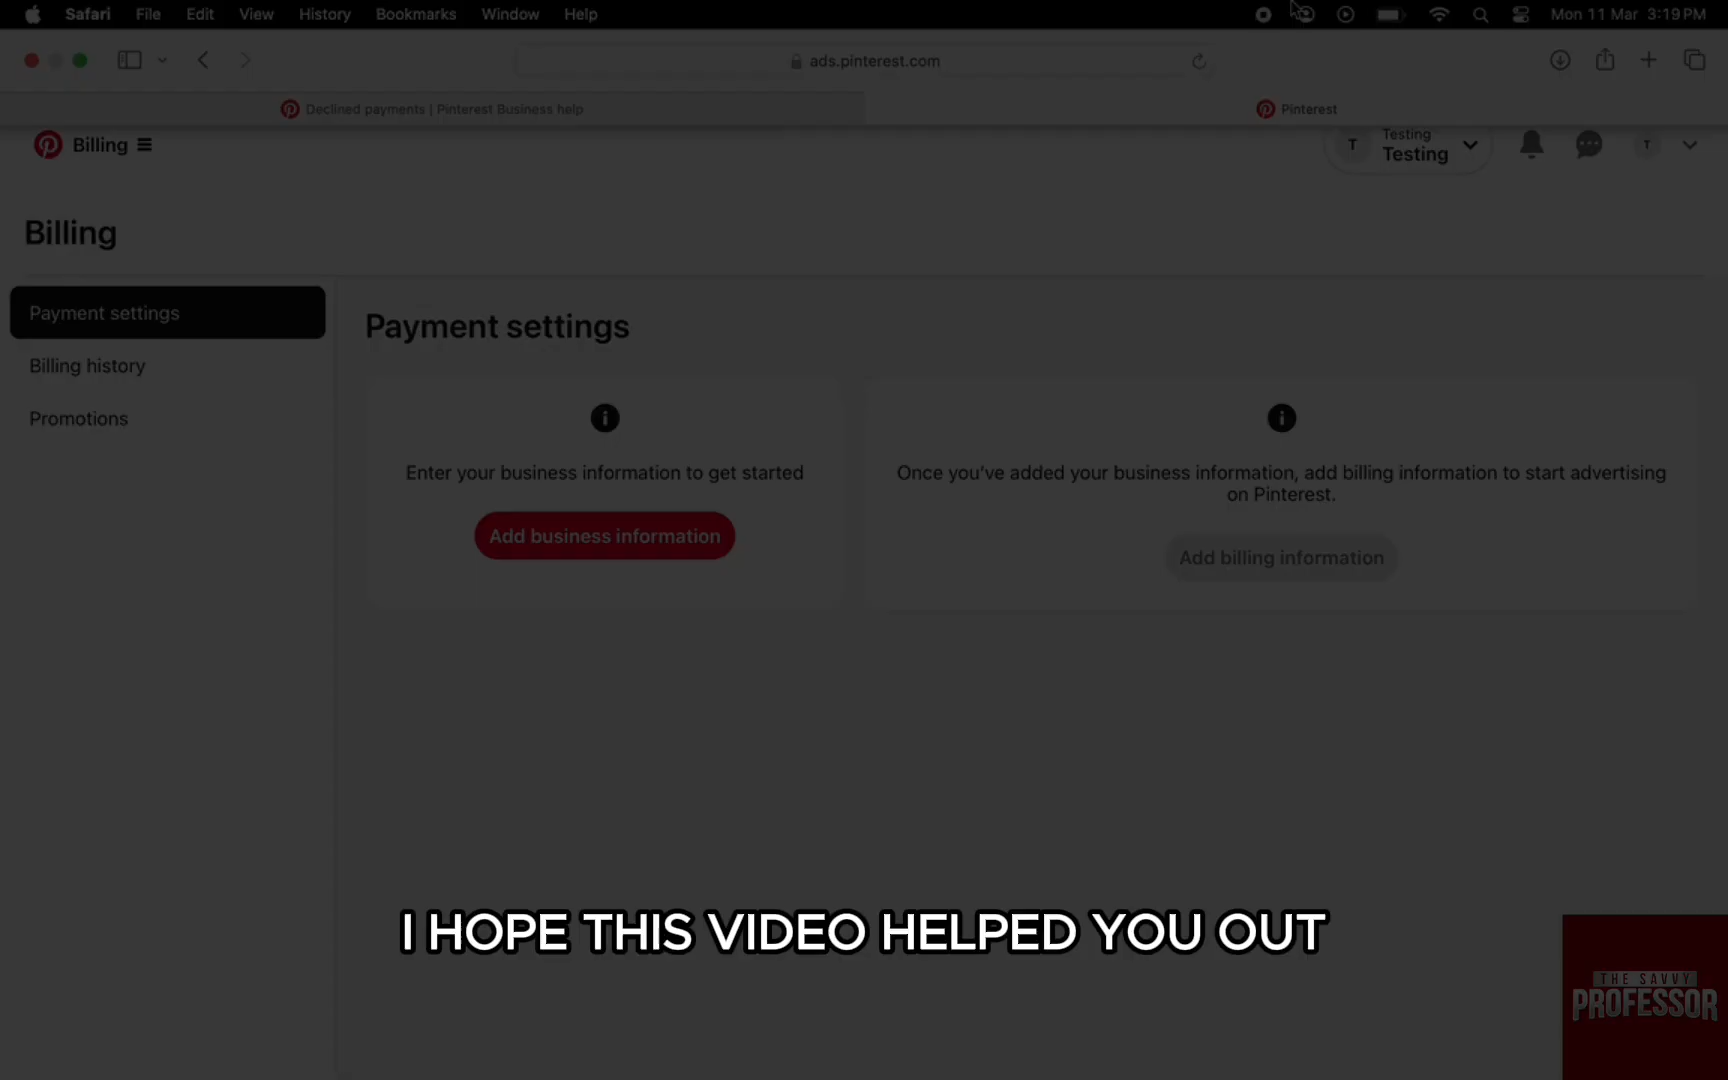 Safari File Edit View History Bookmarks Window Help Mon 11 Mar 3:19 PM
ads.pinterest.com
Declined payments | Pinterest Business help Pinterest
Billing
T
Testing
Testing
T
Billing
Payment settings
Billing history
Promotions
Payment settings
Enter your business information to get started
Add business information
Once you've added your business information, add billing information to start advertising
on Pinterest.
Add billing information
I HOPE THIS VIDEO HELPED YOU OUT
THE SAVVY
PROFESSOR